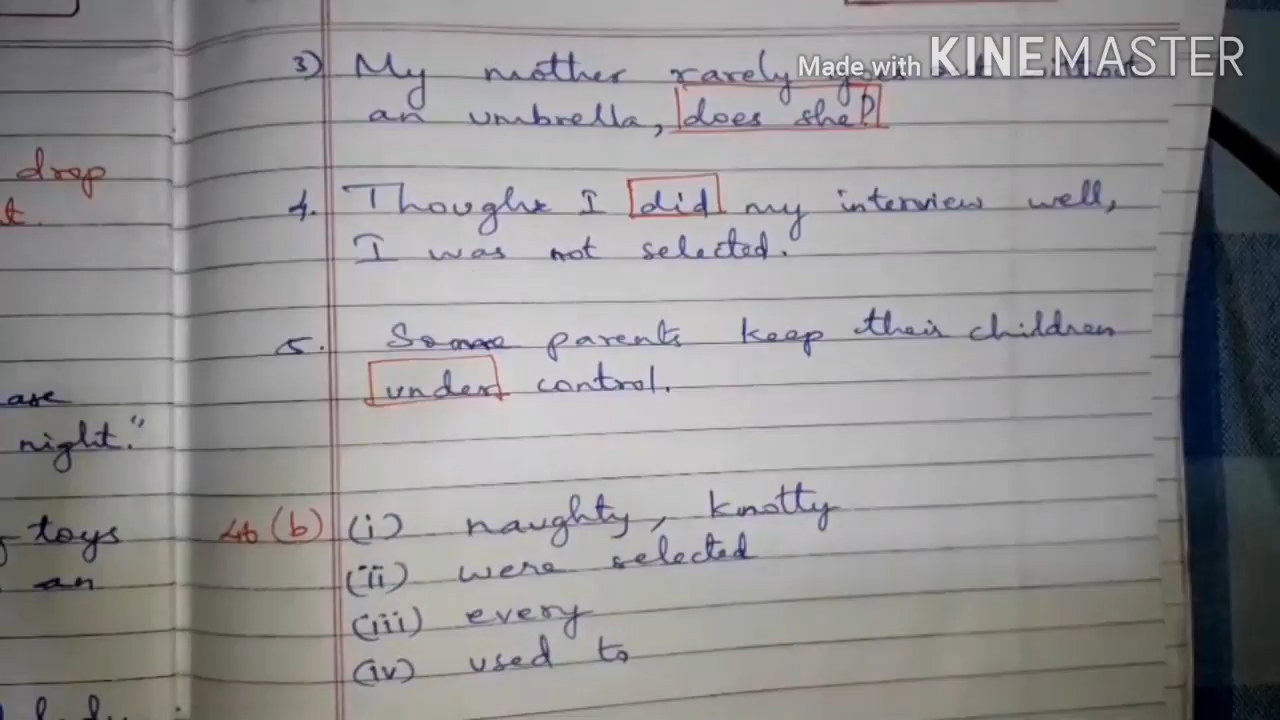 Made with KINEMASTER
3) My mother rarely
an umbrella, does she?
drop
t.
4. Though I did my interview well,
I was not selected.
5. Some parents keep their children
under control.
night."
toys
an
46 (b) (i) naughty, knotty
(ii) were selected
(iii) every
(iv) used to